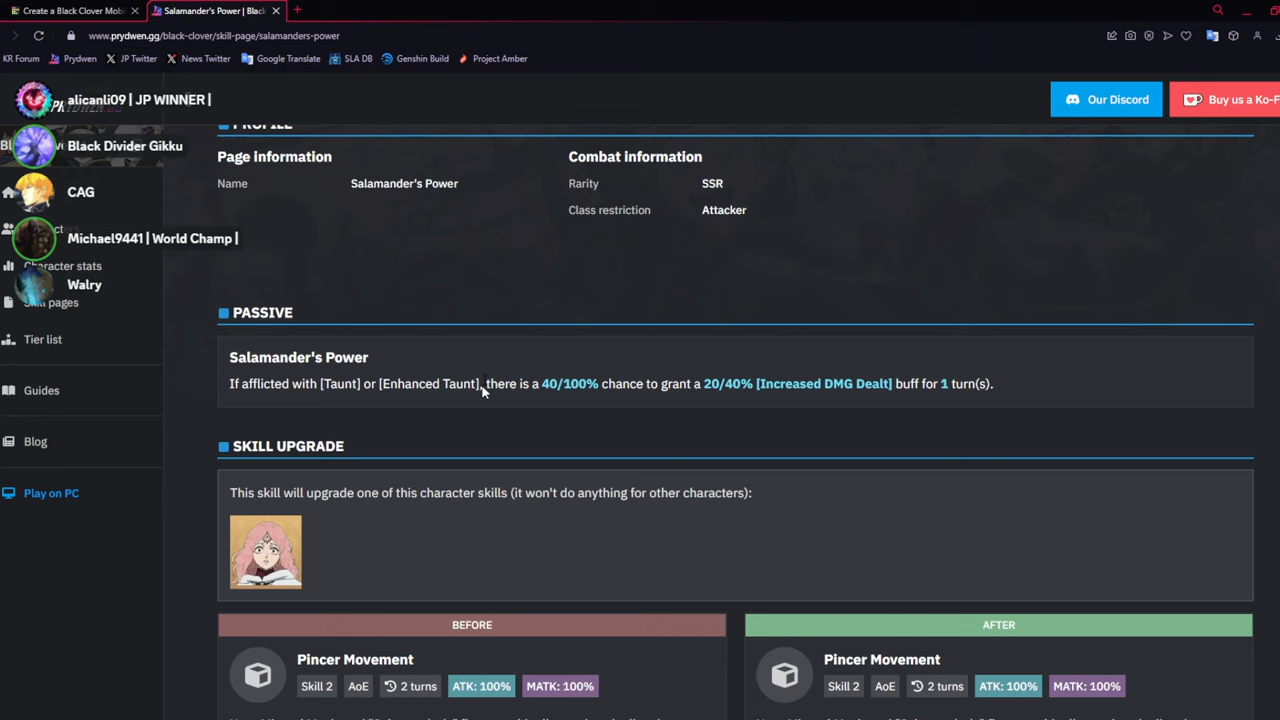 Create a Black Clover Mobi
Salamander's Power | Black
www.prydwen.gg/black-clover/skill-page/salamanders-power
KR Forum
Prydwen
JP Twitter
News Twitter
Google Translate
SLA DB
Genshin Build
Project Amber
alicanli09 | JP WINNER |
Our Discord
Buy us a Ko-F
PROFILE
Black Divider Gikku
Page information
Combat information
Name
Salamander's Power
Rarity
SSR
CAG
Class restriction
Attacker
Michael9441 | World Champ |
Character stats
Walry
Skill pages
PASSIVE
Tier list
Salamander's Power
If afflicted with [Taunt] or [Enhanced Taunt], there is a 40/100% chance to grant a 20/40% [Increased DMG Dealt] buff for 1 turn(s).
Guides
Blog
SKILL UPGRADE
Play on PC
This skill will upgrade one of this character skills (it won't do anything for other characters):
BEFORE
AFTER
Pincer Movement
Skill 2
AoE
2 turns
ATK: 100%
MATK: 100%
Pincer Movement
Skill 2
AoE
2 turns
ATK: 100%
MATK: 100%